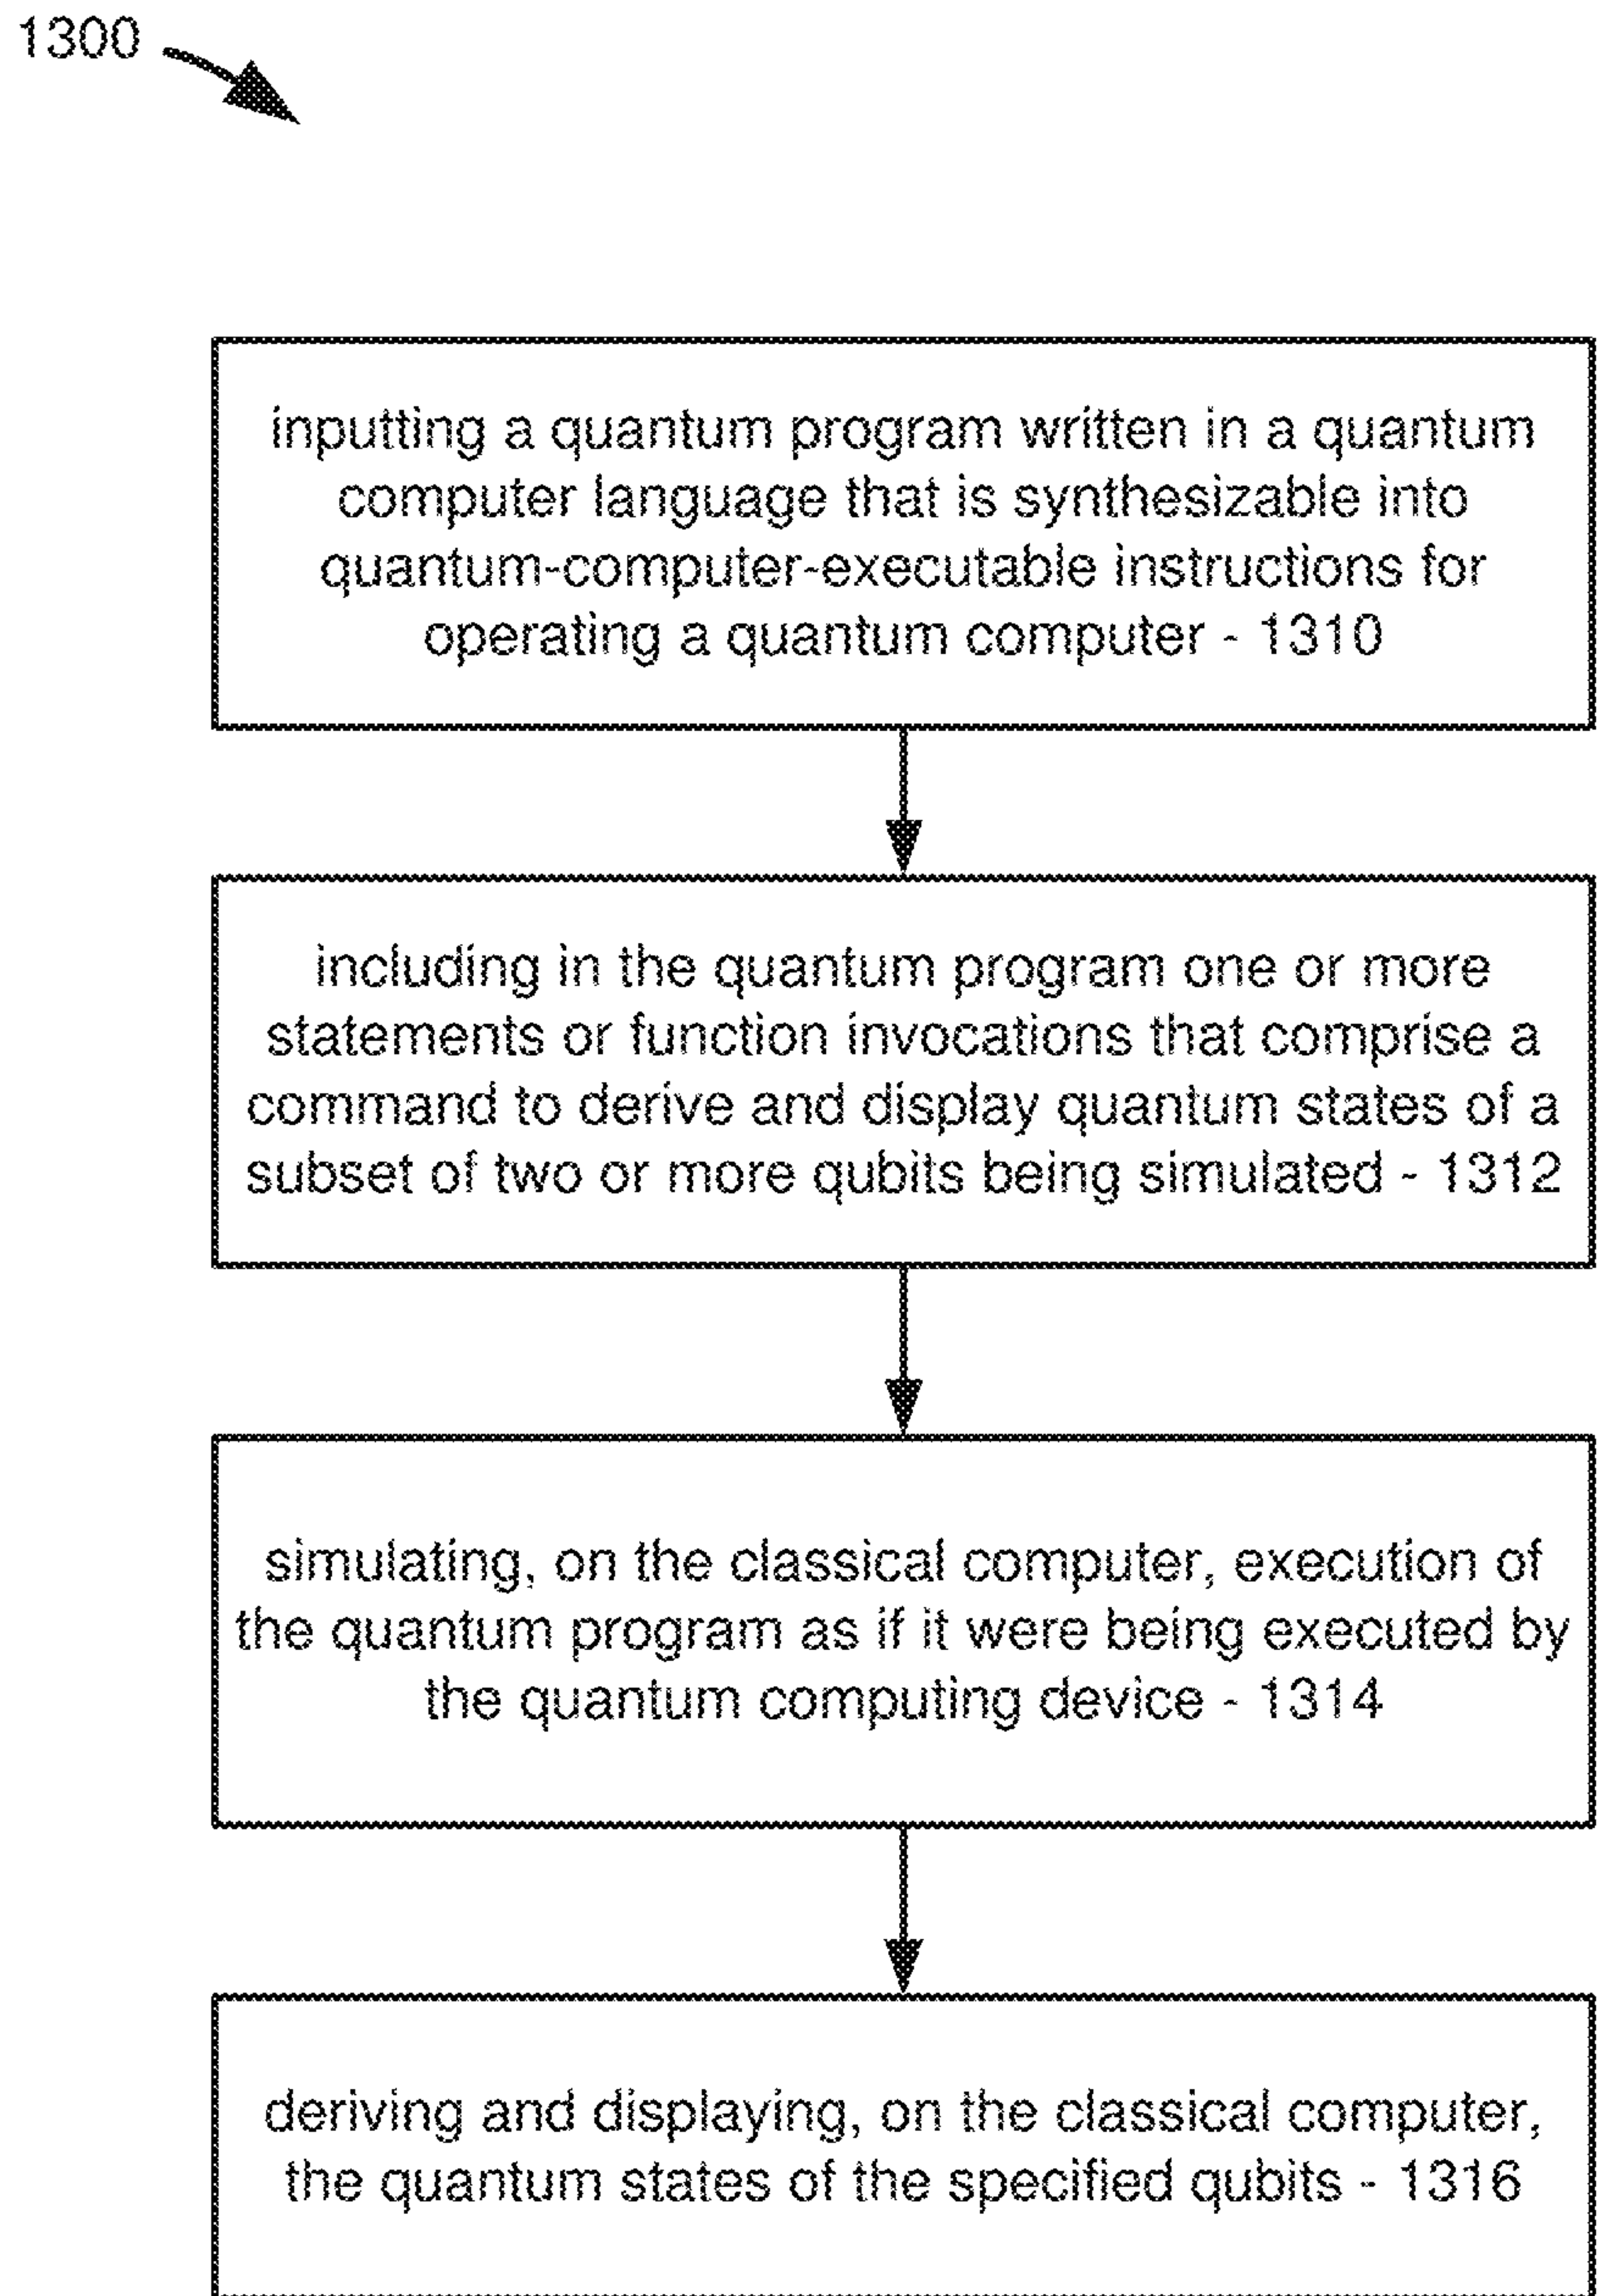 1300
inputting a quantum program written in a quantum
computer language that is synthesizable into
quantum-computer-executable instructions for
operating a quantum computer - 1310
including in the quantum program one or more
statements or function invocations that comprise a
command to derive and display quantum states of a
subset of two or more qubits being simulated - 1312
simulating, on the classical computer, execution of
the quantum program as if it were being executed by
the quantum computing device - 1314
deriving and displaying, on the classical computer,
the quantum states of the specified qubits - 1316